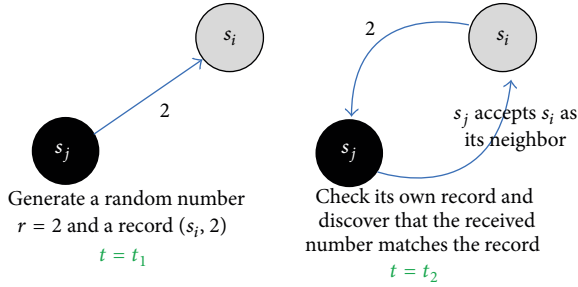 s_i
2
s_j
Generate a random number
r = 2 and a record (s_i, 2)
t = t_1
2
s_i
s_j accepts s_i as
its neighbor
s_j
Check its own record and
discover that the received
number matches the record
t = t_2